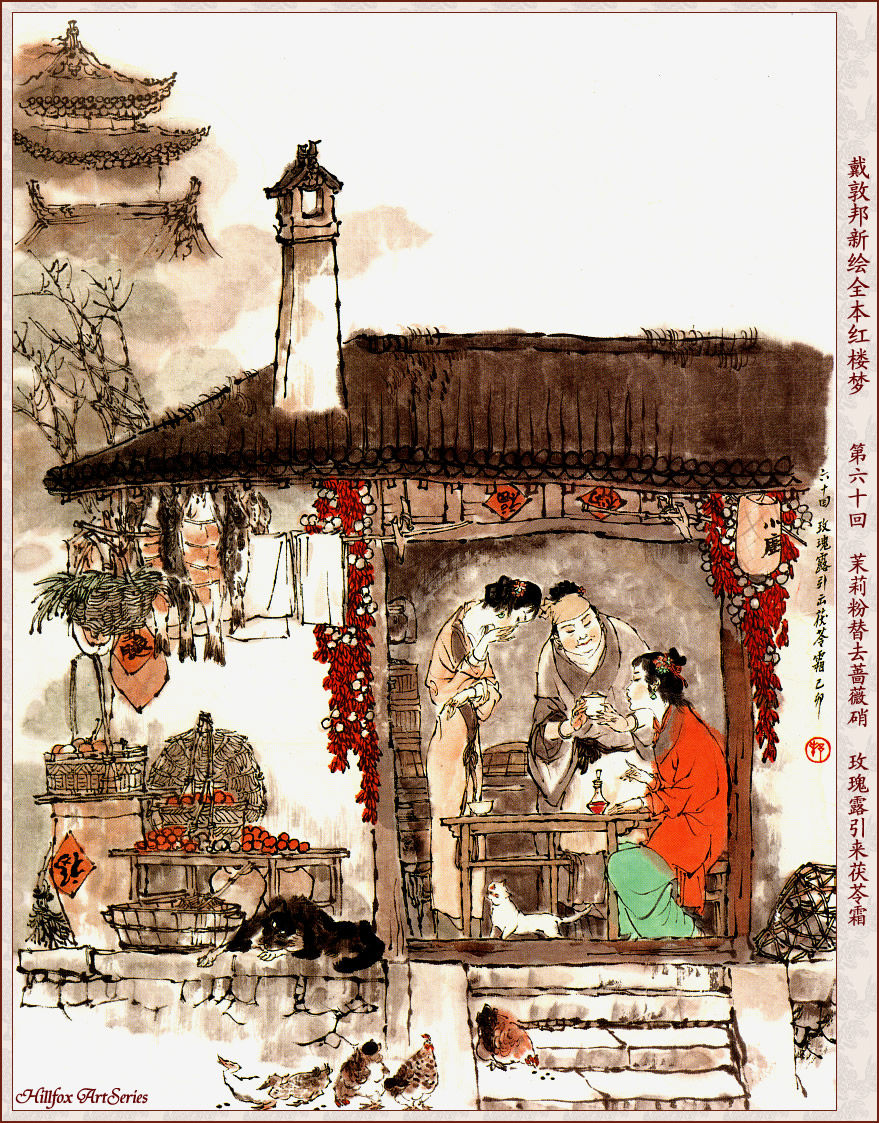 戴敦邦新绘全本红楼梦
第六十回
茉莉粉替去蔷薇硝
玫瑰露引来茯苓霜
六十回 玫瑰露引出茯苓霜 己卯
邦
小厨
福
Hillfox ArtSeries